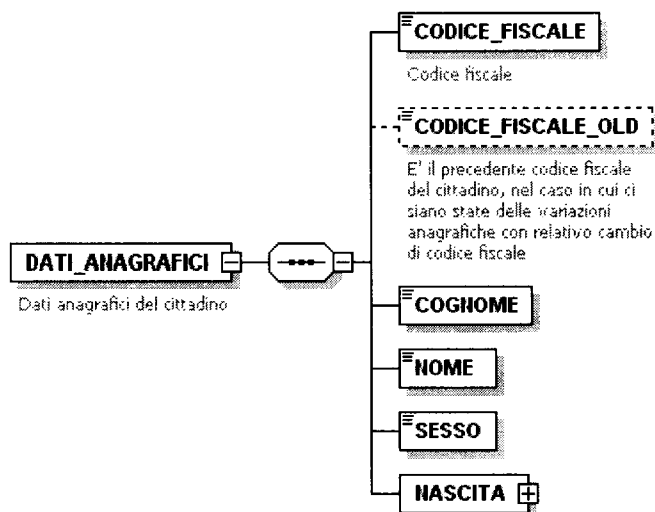 CODICE_FISCALE
Codice fiscale
CODICE_FISCALE_OLD
E' il precedente codice fiscale
del cittadino, nel caso in cui ci
siano state delle variazioni
anagrafiche con relativo cambio
di codice fiscale
DATI_ANAGRAFICI
Dati anagrafici del cittadino
COGNOME
NOME
SESSO
NASCITA